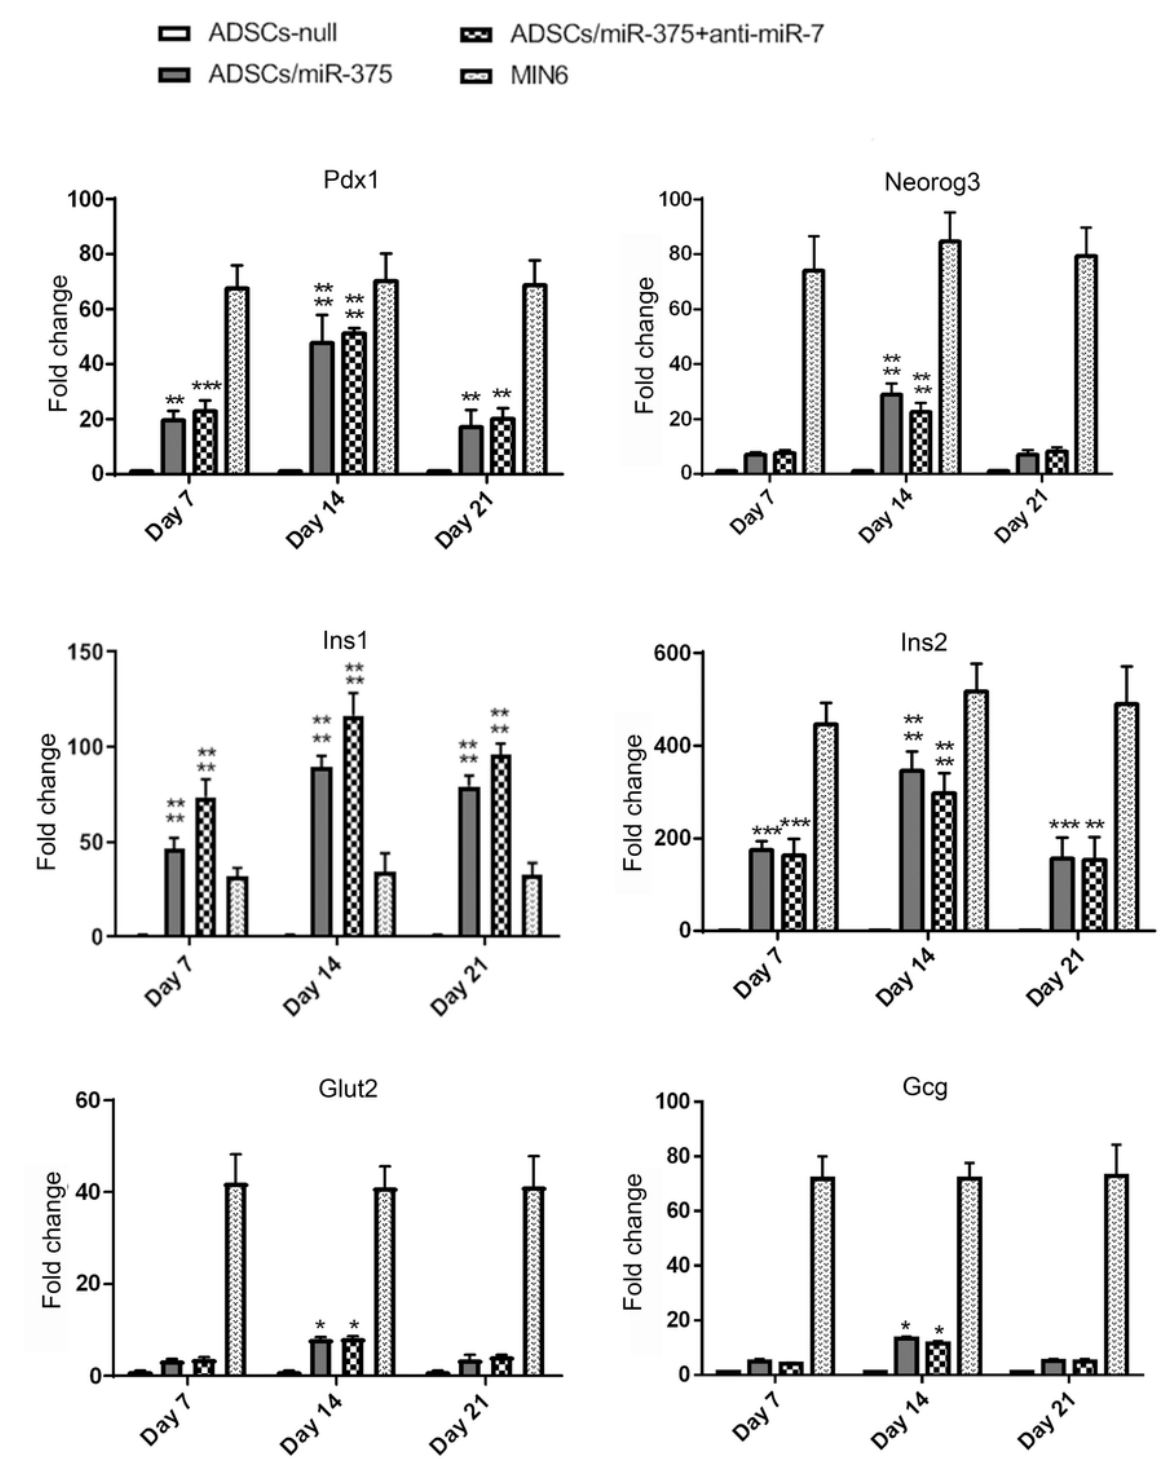 ADSCs-null
ADSCs/miR-375+anti-miR-7
ADSCs/miR-375
MIN6
Pdx1
Fold change
100
80
60
40
20
0
** ***
**
**
**
**
** **
Day 7
Day 14
Day 21
Neorog3
Fold change
100
80
60
40
20
0
**
**
**
**
Day 7
Day 14
Day 21
Ins1
Fold change
150
100
50
0
**
**
**
**
**
**
**
**
**
**
**
**
Day 7
Day 14
Day 21
Ins2
Fold change
600
400
200
0
*** ***
**
**
**
**
*** **
Day 7
Day 14
Day 21
Glut2
Fold change
60
40
20
0
* *
Day 7
Day 14
Day 21
Gcg
Fold change
100
80
60
40
20
0
* *
Day 7
Day 14
Day 21